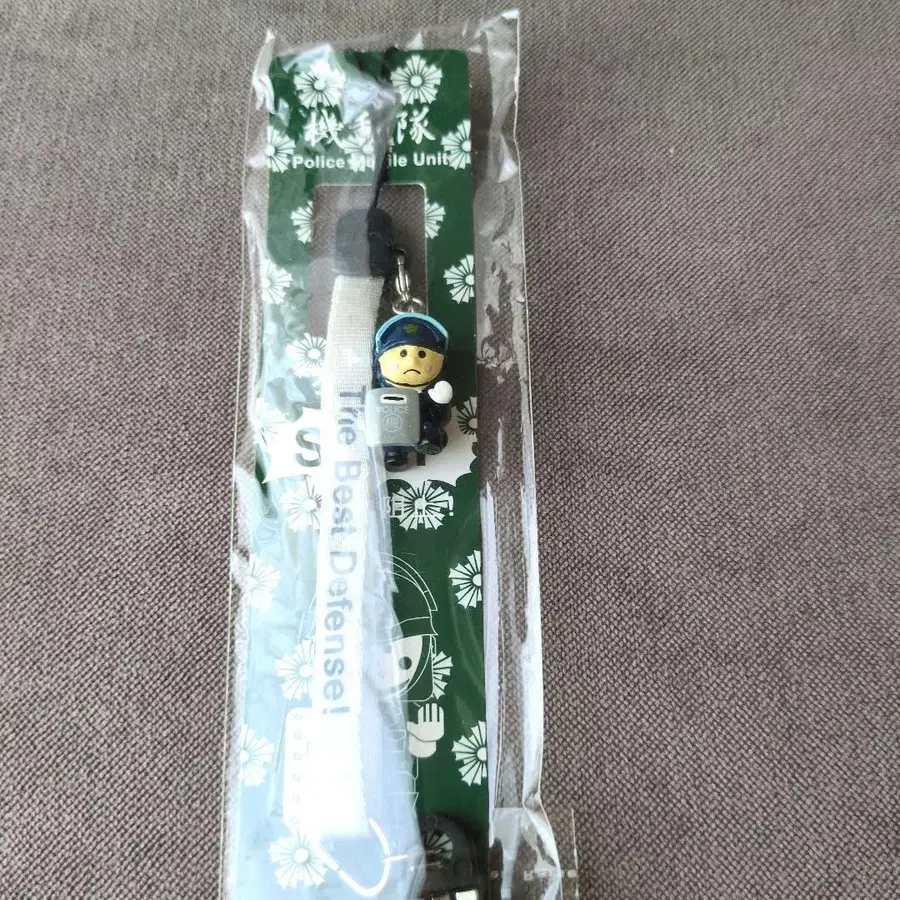 機動隊
Police Mobile Unit
POLICE
The Best Defense!